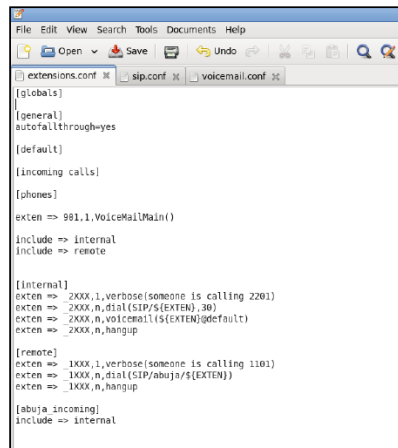 File Edit View Search Tools Documents Help
Open Save Undo
extensions.conf sip.conf voicemail.conf
[globals]
[general]
autofallthrough=yes
[default]
[incoming calls]
[phones]
exten => 901,1,VoiceMailMain()
include => internal
include => remote
[internal]
exten => _2XXX,1,verbose(someone is calling 2201)
exten => _2XXX,n,dial(SIP/${EXTEN},30)
exten => _2XXX,n,voicemail(${EXTEN}@default)
exten => _2XXX,n,hangup
[remote]
exten => _1XXX,1,verbose(someone is calling 1101)
exten => _1XXX,n,dial(SIP/abuja/${EXTEN})
exten => _1XXX,n,hangup
[abuja_incoming]
include => internal